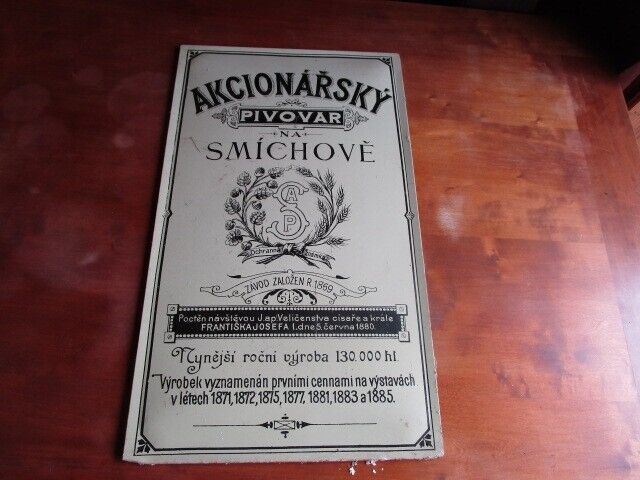 AKCIONÁŘSKÝ
PIVOVAR
NA
SMÍCHOVĚ
A
S
P
Ochranná známka
ZÁVOD ZALOŽEN R. 1869.
Poctěn návštěvou J. ap. Veličenstva císaře a krále
FRANTIŠKA JOSEFA I. dne 5. června 1880.
Nynější roční výroba 130.000 hl
Výrobek vyznamenán prvními cennami na výstavách
v létech 1871, 1872, 1875, 1877, 1881, 1883 a 1885.